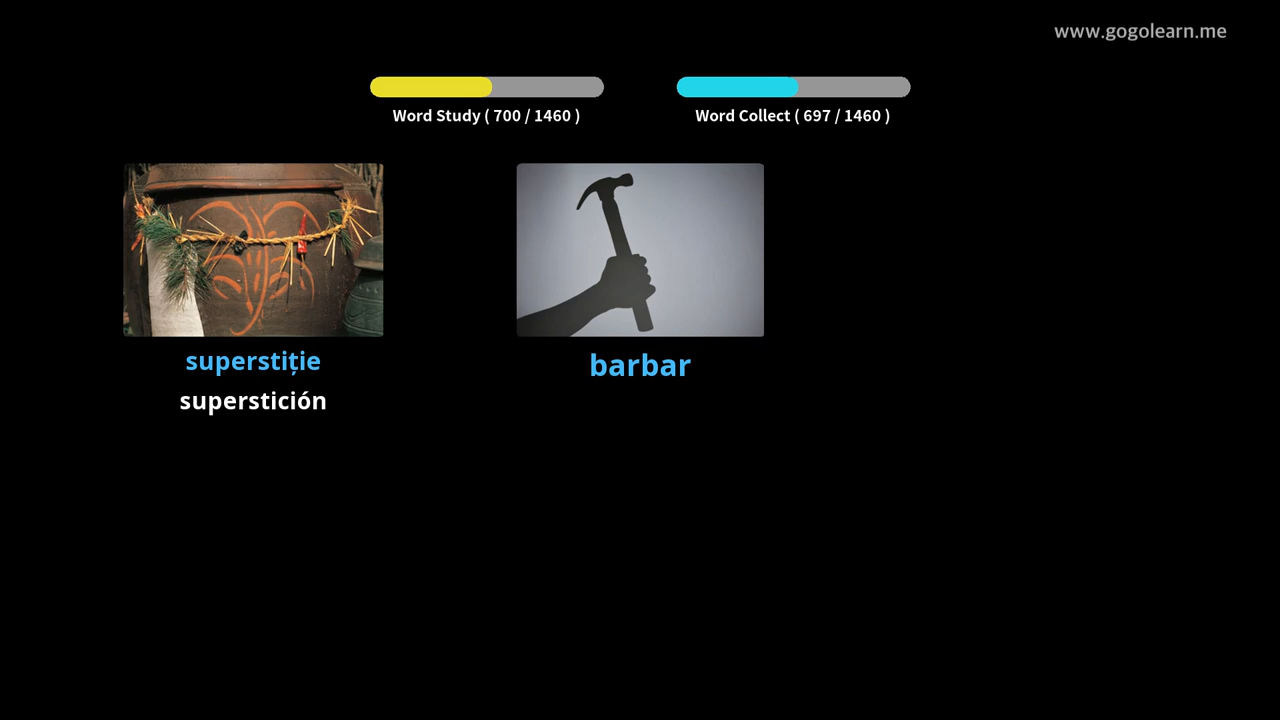 www.gogolearn.me
Word Study ( 700 / 1460 )
Word Collect ( 697 / 1460 )
superstiție
superstición
barbar